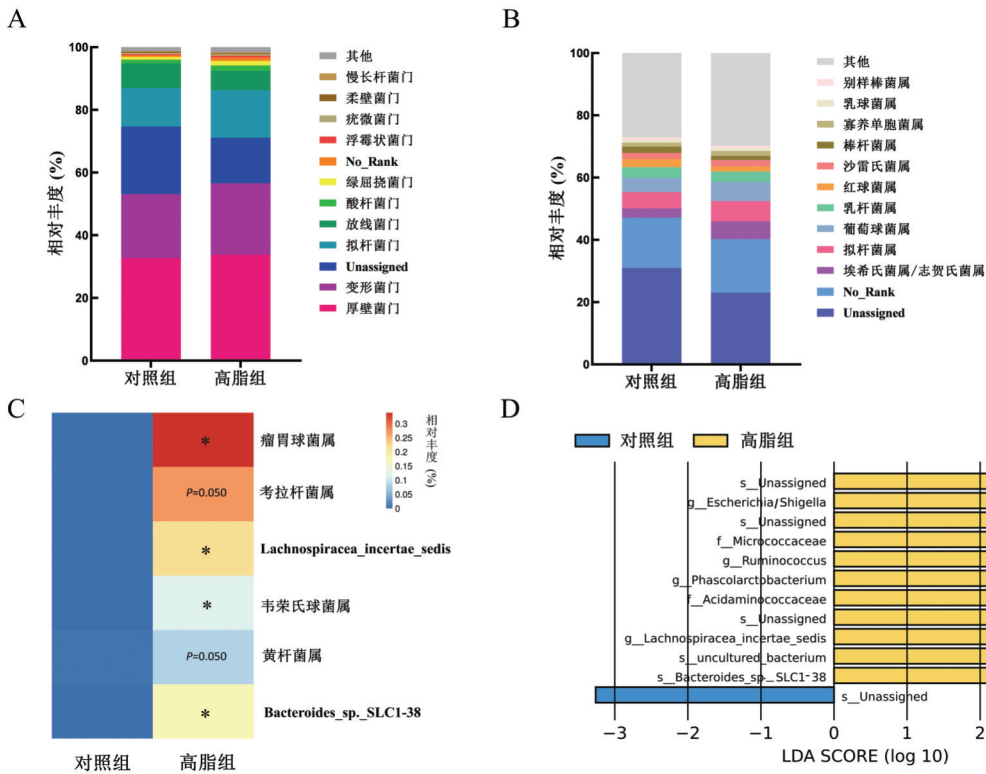 A
100
80
60
40
20
0
相对丰度 (%)
对照组
高脂组
其他
慢长杆菌门
柔壁菌门
疣微菌门
浮霉状菌门
No_Rank
绿屈挠菌门
酸杆菌门
放线菌门
拟杆菌门
Unassigned
变形菌门
厚壁菌门
B
100
80
60
40
20
0
相对丰度 (%)
对照组
高脂组
其他
别样棒菌属
乳球菌属
寡养单胞菌属
棒杆菌属
沙雷氏菌属
红球菌属
乳杆菌属
葡萄球菌属
拟杆菌属
埃希氏菌属/志贺氏菌属
No_Rank
Unassigned
C
*
瘤胃球菌属
P=0.050
考拉杆菌属
*
Lachnospiracea_incertae_sedis
*
韦荣氏球菌属
P=0.050
黄杆菌属
*
Bacteroides_sp._SLC1-38
对照组
高脂组
0.3
0.25
0.2
0.15
0.1
0.05
0
相对丰度 (%)
D
对照组
高脂组
s__Unassigned
g__Escherichia/Shigella
s__Unassigned
f__Micrococcaceae
g__Ruminococcus
g__Phascolarctobacterium
f__Acidaminococcaceae
s__Unassigned
g__Lachnospiracea_incertae_sedis
s__uncultured_bacterium
s__Bacteroides_sp._SLC1-38
s__Unassigned
−3
−2
−1
0
1
2
LDA SCORE (log 10)